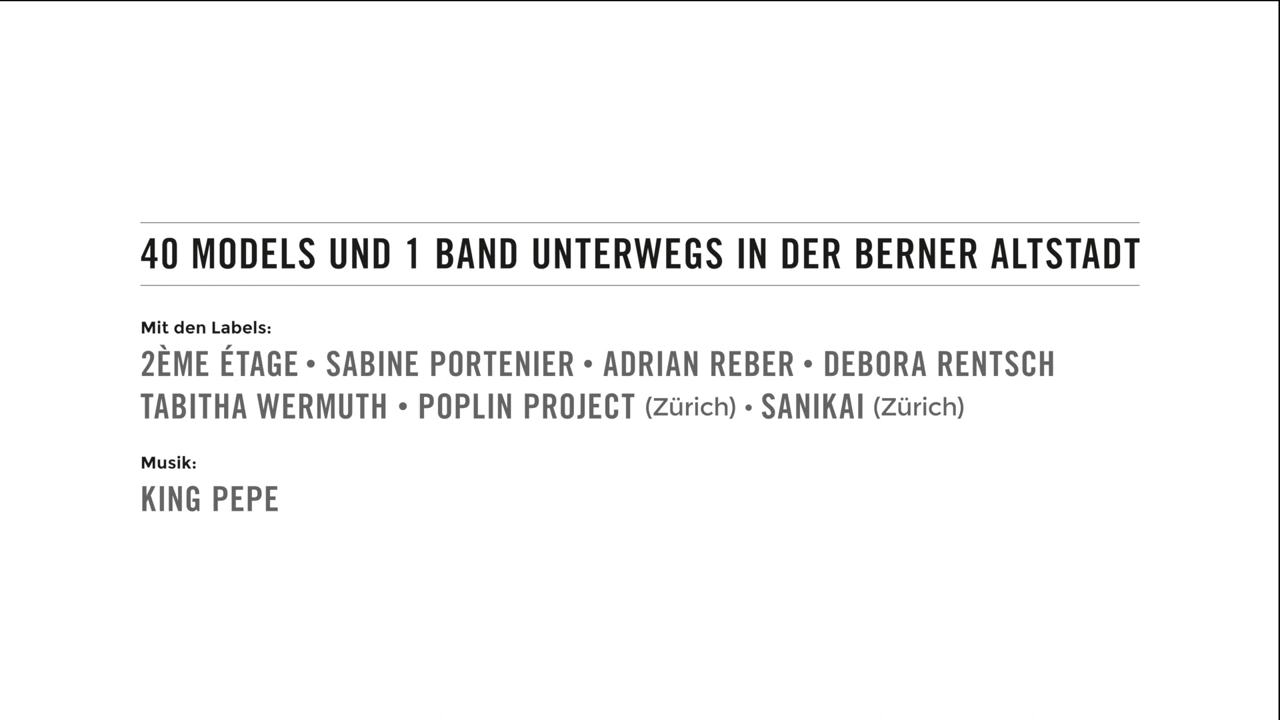 40 MODELS UND 1 BAND UNTERWEGS IN DER BERNER ALTSTADT
Mit den Labels:
2ÈME ÉTAGE • SABINE PORTENIER • ADRIAN REBER • DEBORA RENTSCH
TABITHA WERMUTH • POPLIN PROJECT (Zürich) • SANIKAI (Zürich)
Musik:
KING PEPE